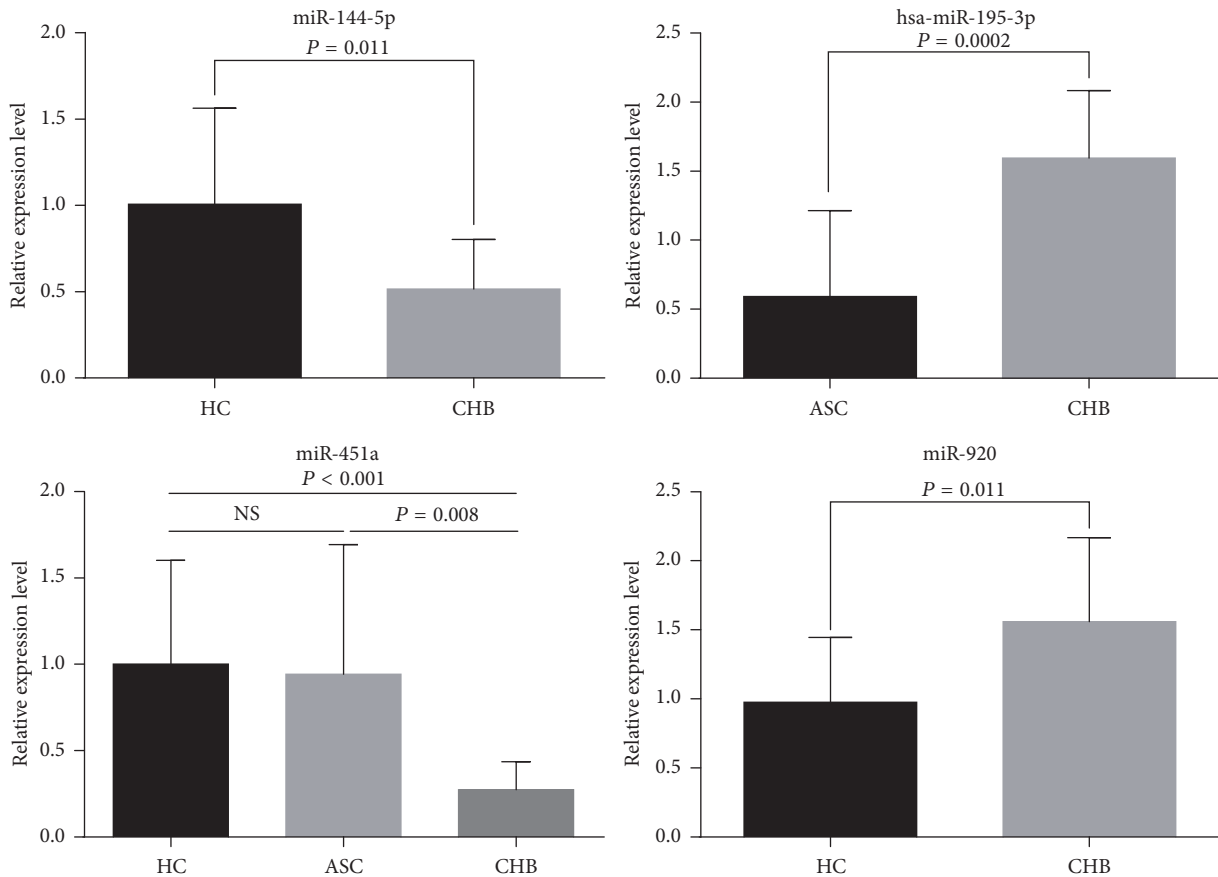 miR-144-5p
P = 0.011
Relative expression level
2.0
1.5
1.0
0.5
0.0
HC CHB
hsa-miR-195-3p
P = 0.0002
Relative expression level
2.5
2.0
1.5
1.0
0.5
0.0
ASC CHB
miR-451a
P < 0.001
NS P = 0.008
Relative expression level
2.0
1.5
1.0
0.5
0.0
HC ASC CHB
miR-920
P = 0.011
Relative expression level
2.5
2.0
1.5
1.0
0.5
0.0
HC CHB